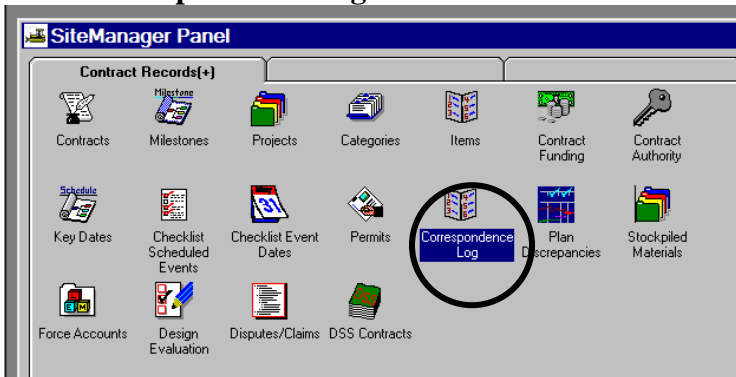 SiteManager Panel
Contract Records(+)
Milestone
Contracts
Milestones
Projects
Categories
Items
Contract
Funding
Contract
Authority
Schedule
May
31
Key Dates
Checklist
Scheduled
Events
Checklist Event
Dates
Permits
Correspondence
Log
Plan
Discrepancies
Stockpiled
Materials
Force Accounts
Design
Evaluation
Disputes/Claims
DSS Contracts